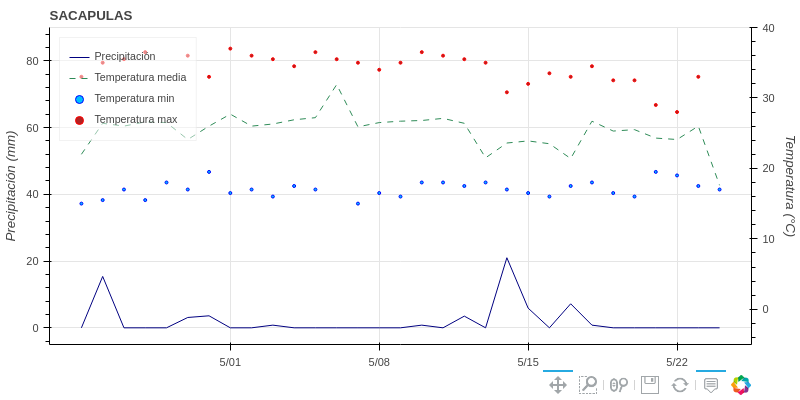 SACAPULAS
Precipitación
Temperatura media
Temperatura min
Temperatura max
Precipitación (mm)
80
60
40
20
0
Temperatura (°C)
40
30
20
10
0
5/01
5/08
5/15
5/22